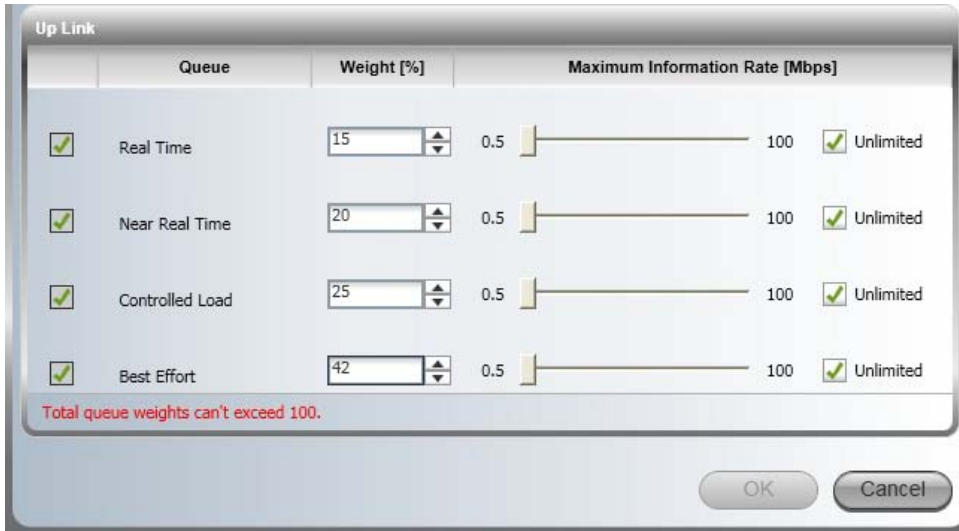 Up Link
Queue Weight [%] Maximum Information Rate [Mbps]
Real Time 15 0.5 100 Unlimited
Near Real Time 20 0.5 100 Unlimited
Controlled Load 25 0.5 100 Unlimited
Best Effort 42 0.5 100 Unlimited
Total queue weights can't exceed 100.
OK Cancel